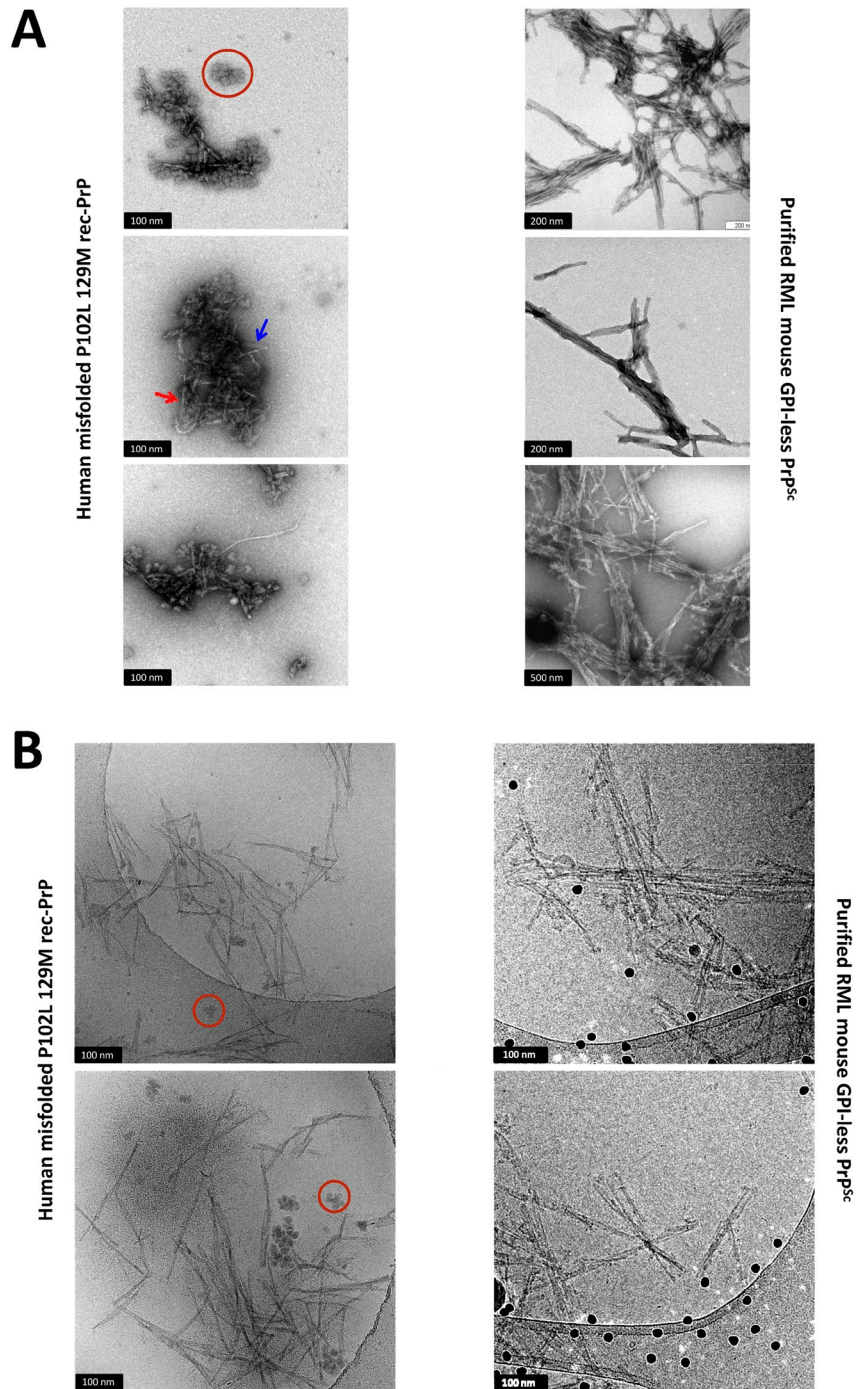 A
Human misfolded P102L 129M rec-PrP
100 nm
100 nm
100 nm
200 nm
200 nm
200 nm
500 nm
Purified RML mouse GPI-less PrPSc
B
Human misfolded P102L 129M rec-PrP
100 nm
100 nm
100 nm
100 nm
Purified RML mouse GPI-less PrPSc